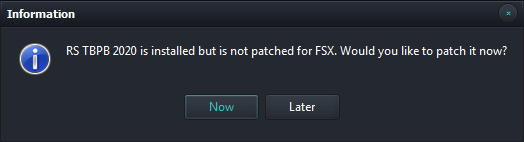 Information
RS TBPB 2020 is installed but is not patched for FSX. Would you like to patch it now?
Now
Later